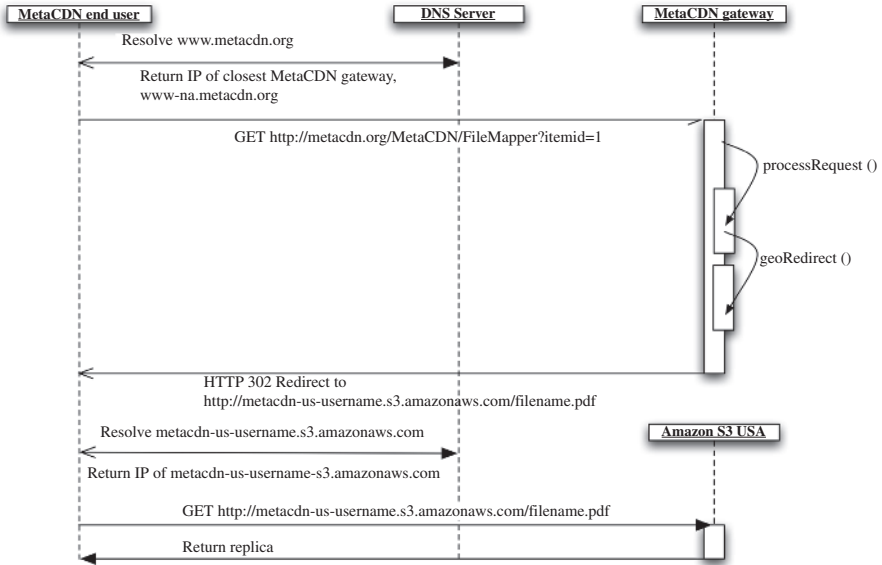 MetaCDN end user
DNS Server
MetaCDN gateway
Resolve www.metacdn.org
Return IP of closest MetaCDN gateway,
www-na.metacdn.org
GET http://metacdn.org/MetaCDN/FileMapper?itemid=1
processRequest ()
geoRedirect ()
HTTP 302 Redirect to
http://metacdn-us-username.s3.amazonaws.com/filename.pdf
Resolve metacdn-us-username.s3.amazonaws.com
Amazon S3 USA
Return IP of metacdn-us-username-s3.amazonaws.com
GET http://metacdn-us-username.s3.amazonaws.com/filename.pdf
Return replica